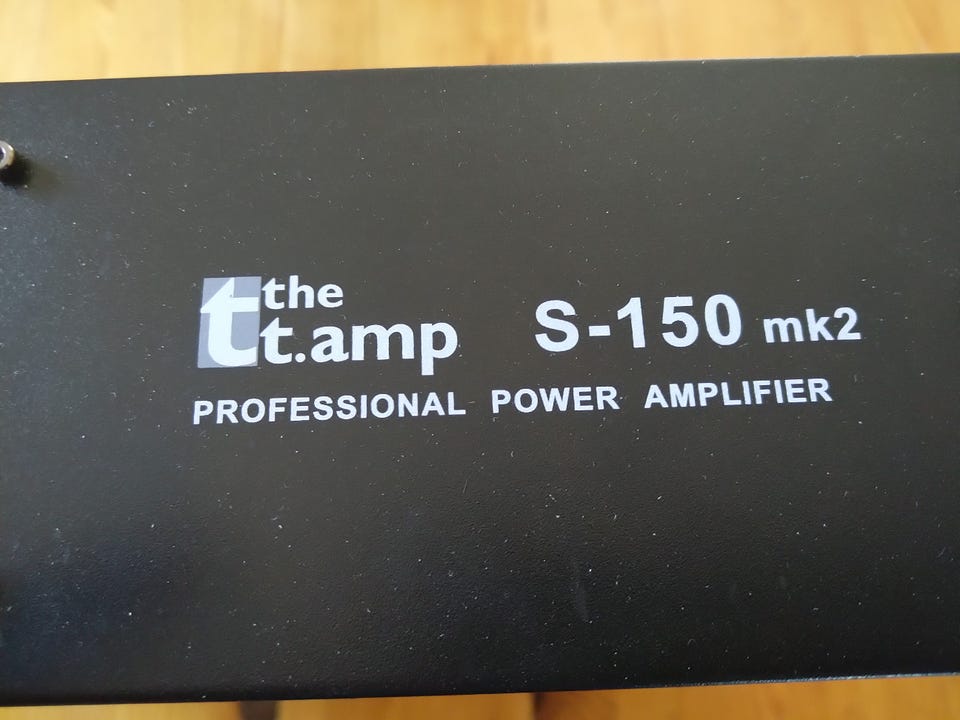 the
t.amp S-150 mk2
PROFESSIONAL POWER AMPLIFIER